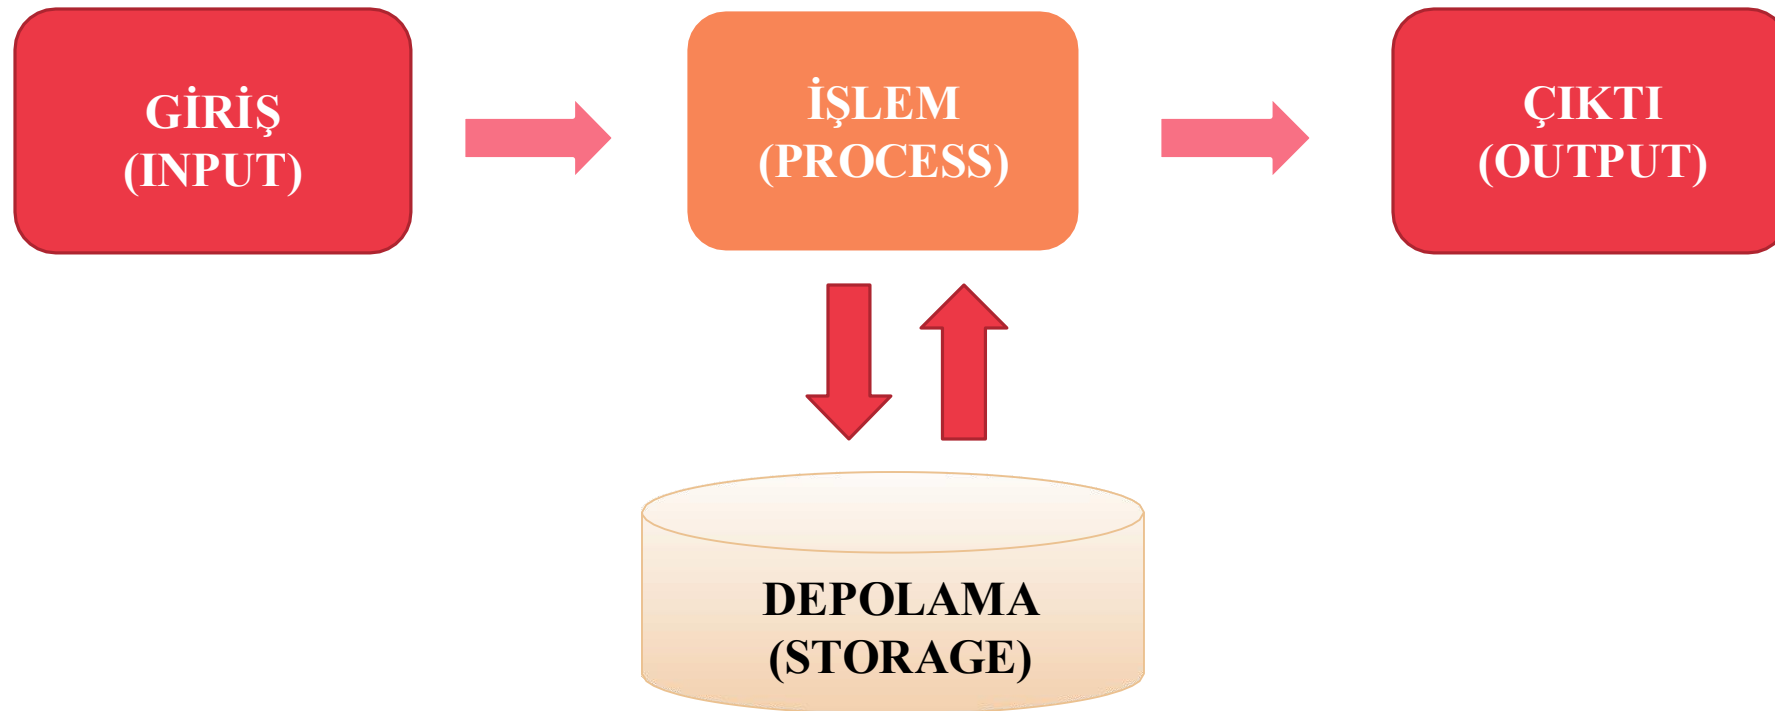 GİRİŞ
(INPUT)
İŞLEM
(PROCESS)
ÇIKTI
(OUTPUT)
DEPOLAMA
(STORAGE)